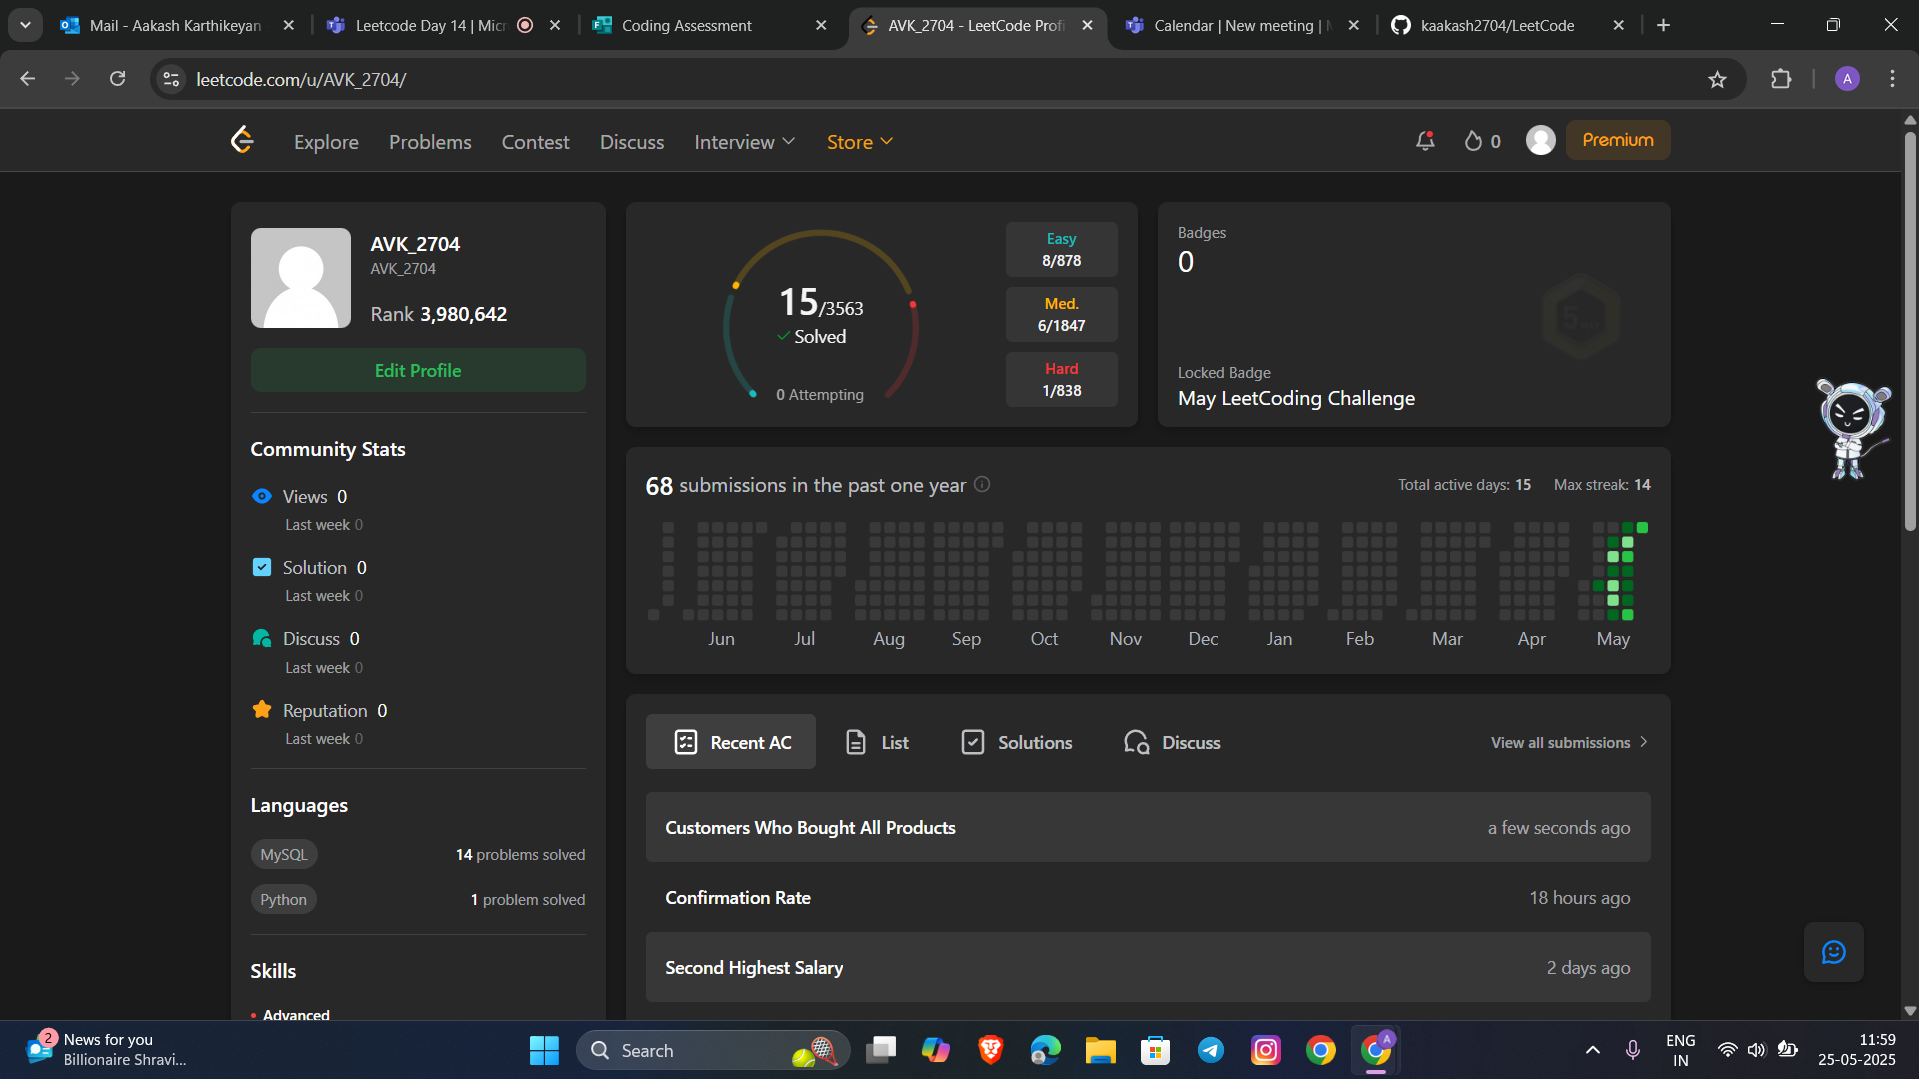 Mail - Aakash Karthikeyan
Leetcode Day 14 | Micr
Coding Assessment
AVK_2704 - LeetCode Profi
Calendar | New meeting |
kaakash2704/LeetCode
leetcode.com/u/AVK_2704/
A
Explore
Problems
Contest
Discuss
Interview
Store
0
Premium
AVK_2704
AVK_2704
Rank 3,980,642
Edit Profile
Community Stats
Views 0
Last week 0
Solution 0
Last week 0
Discuss 0
Last week 0
Reputation 0
Last week 0
Languages
MySQL
14 problems solved
Python
1 problem solved
Skills
Advanced
15/3563
Solved
0 Attempting
Easy
8/878
Med.
6/1847
Hard
1/838
Badges
0
Locked Badge
May LeetCoding Challenge
68 submissions in the past one year
Total active days: 15
Max streak: 14
Jun
Jul
Aug
Sep
Oct
Nov
Dec
Jan
Feb
Mar
Apr
May
Recent AC
List
Solutions
Discuss
View all submissions
Customers Who Bought All Products
a few seconds ago
Confirmation Rate
18 hours ago
Second Highest Salary
2 days ago
2
News for you
Billionaire Shravi...
Search
A
ENG
IN
11:59
25-05-2025